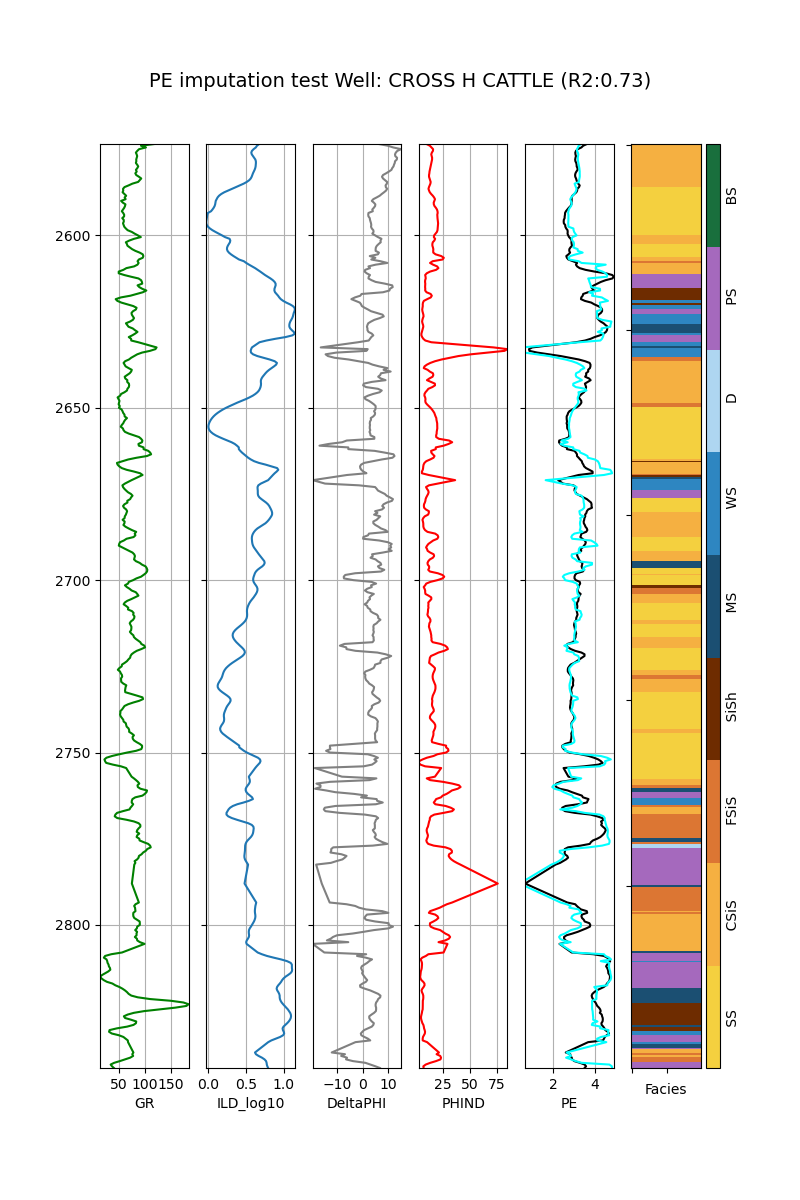 PE imputation test Well: CROSS H CATTLE (R2:0.73)
2600
2650
2700
2750
2800
50 100 150
GR
0.0 0.5 1.0
ILD_log10
−10 0 10
DeltaPHI
25 50 75
PHIND
2 4
PE
Facies
BS
PS
D
WS
MS
SiSh
FSiS
CSiS
SS